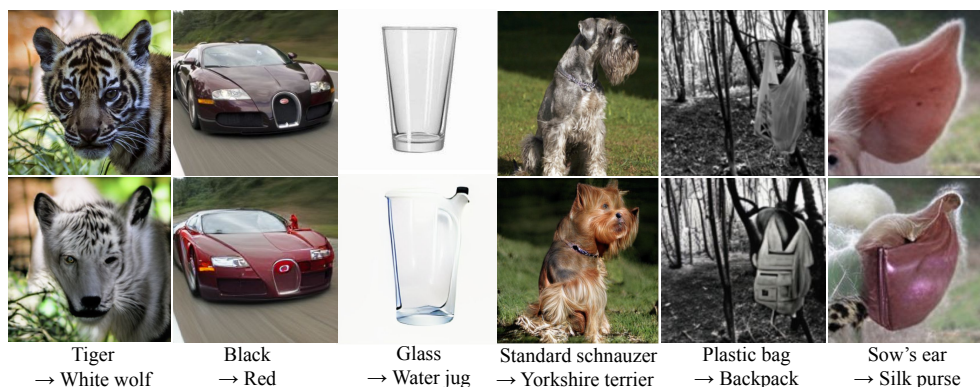 Tiger
→ White wolf
Black
→ Red
Glass
→ Water jug
Standard schnauzer
→ Yorkshire terrier
Plastic bag
→ Backpack
Sow's ear
→ Silk purse